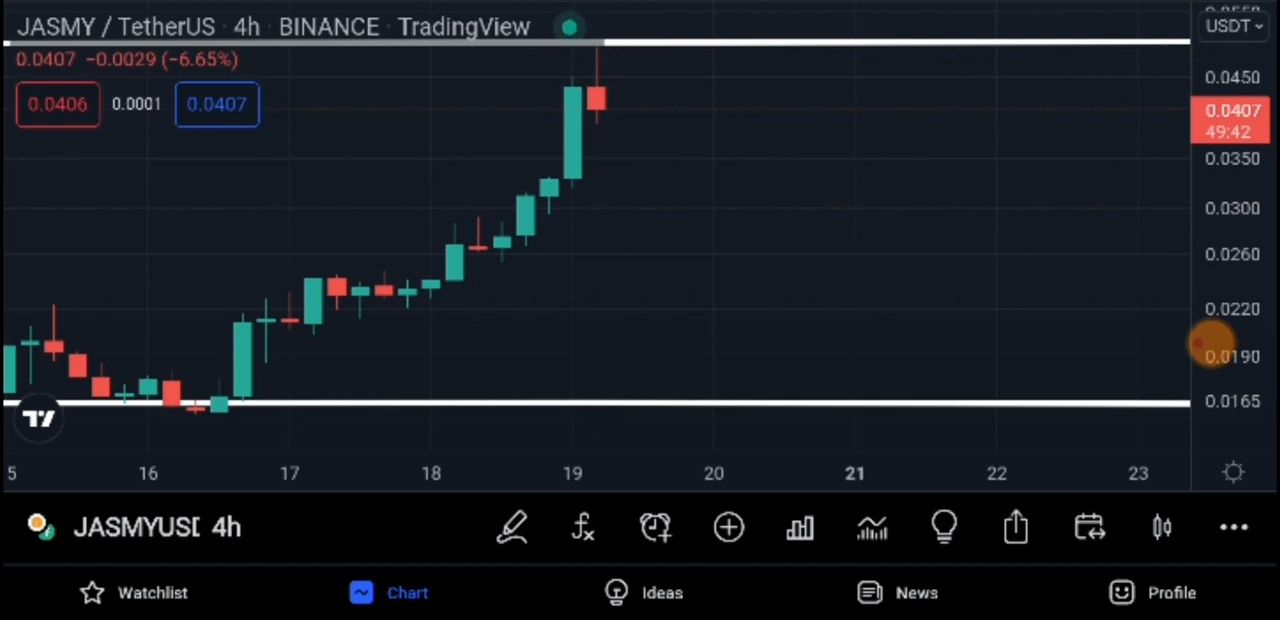 JASMY / TetherUS · 4h · BINANCE · TradingView
USDT
0.0407 −0.0029 (−6.65%)
0.0406 0.0001 0.0407
0.0450
0.0407
49:42
0.0350
0.0300
0.0260
0.0220
0.0190
0.0165
5 16 17 18 19 20 21 22 23
JASMYUSD 4h
Watchlist Chart Ideas News Profile